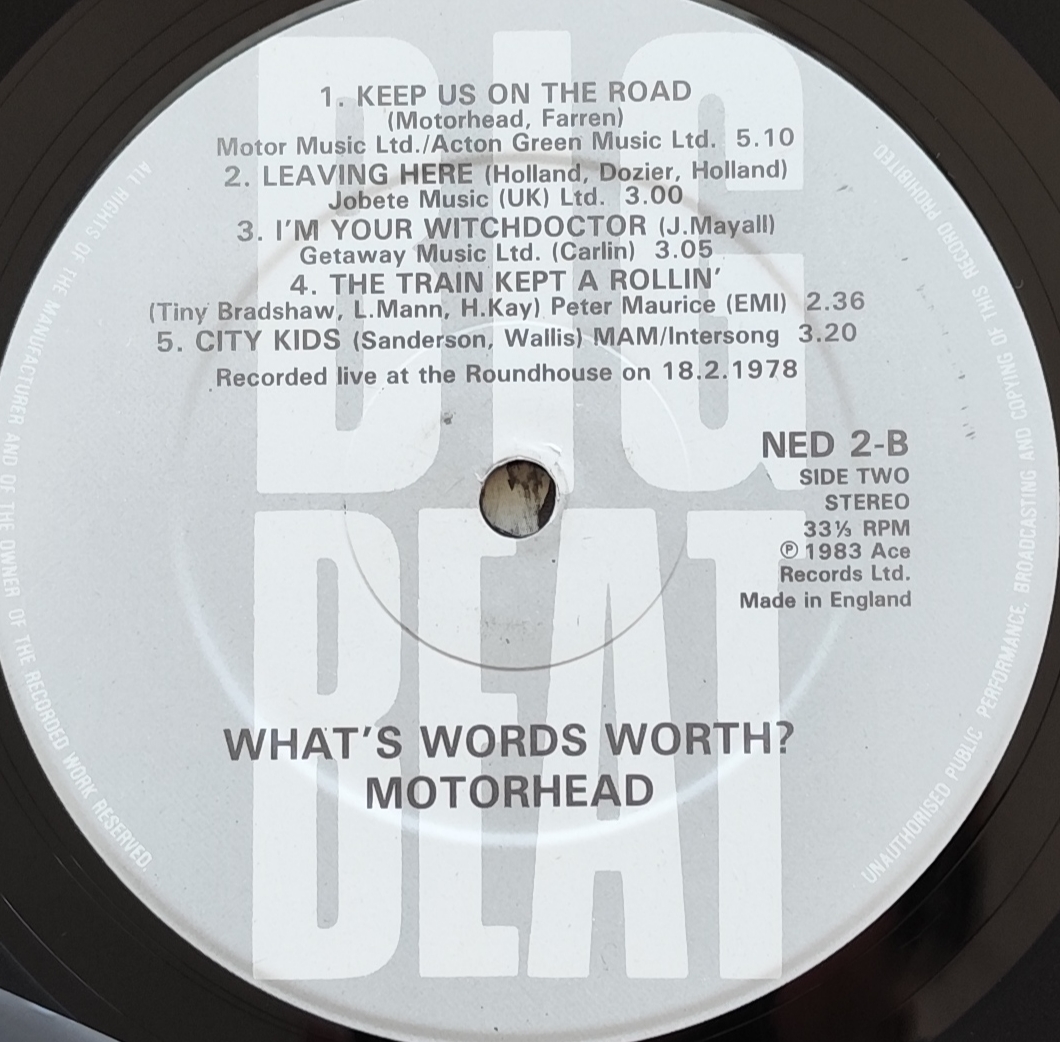 BIG
BEAT
1. KEEP US ON THE ROAD
(Motorhead, Farren)
Motor Music Ltd./Acton Green Music Ltd. 5.10
2. LEAVING HERE (Holland, Dozier, Holland)
Jobete Music (UK) Ltd. 3.00
3. I'M YOUR WITCHDOCTOR (J.Mayall)
Getaway Music Ltd. (Carlin) 3.05
4. THE TRAIN KEPT A ROLLIN'
(Tiny Bradshaw, L.Mann, H.Kay) Peter Maurice (EMI) 2.36
5. CITY KIDS (Sanderson, Wallis) MAM/Intersong 3.20
Recorded live at the Roundhouse on 18.2.1978
NED 2-B
SIDE TWO
STEREO
33⅓ RPM
℗ 1983 Ace
Records Ltd.
Made in England
WHAT'S WORDS WORTH?
MOTORHEAD
ALL RIGHTS OF THE MANUFACTURER AND OF THE OWNER OF THE RECORDED WORK RESERVED.
UNAUTHORISED PUBLIC PERFORMANCE, BROADCASTING AND COPYING OF THIS RECORD PROHIBITED